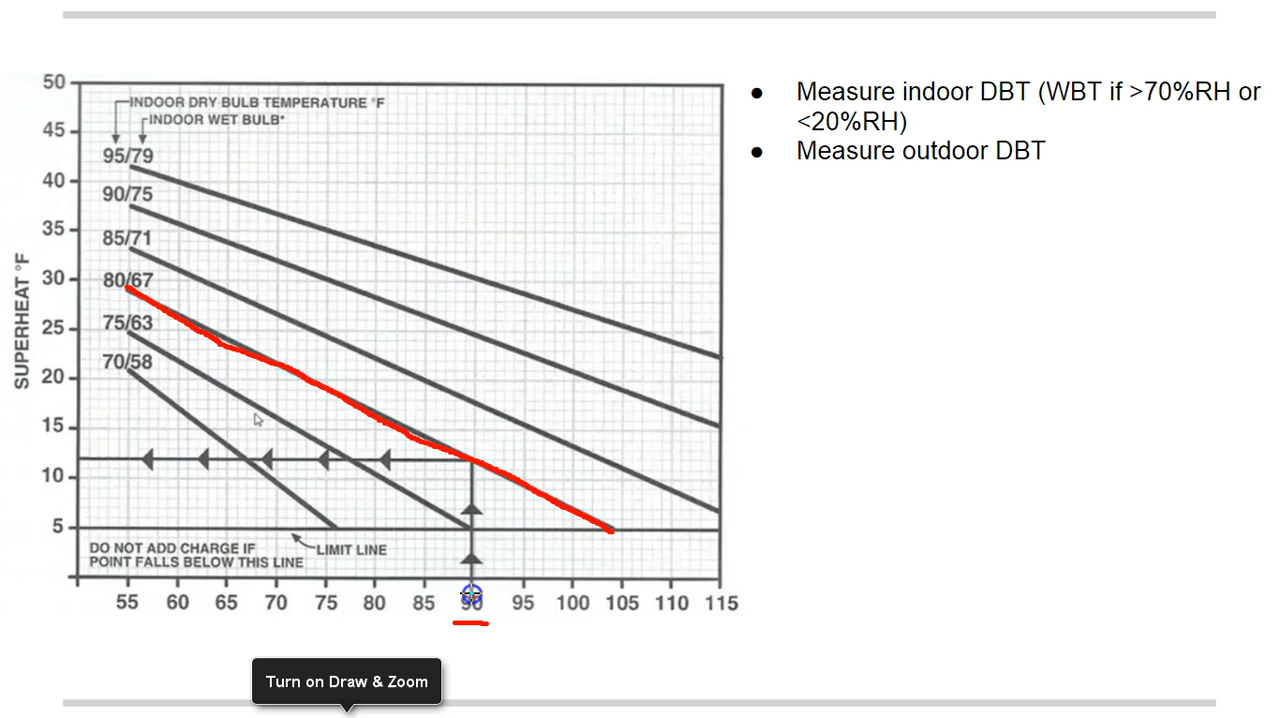 50
INDOOR DRY BULB TEMPERATURE °F
INDOOR WET BULB*
45
95/79
40
90/75
35
85/71
30
80/67
25
75/63
20
70/58
15
10
5
SUPERHEAT °F
DO NOT ADD CHARGE IF
POINT FALLS BELOW THIS LINE
LIMIT LINE
55 60 65 70 75 80 85 90 95 100 105 110 115
● Measure indoor DBT (WBT if >70%RH or
<20%RH)
● Measure outdoor DBT
Turn on Draw & Zoom